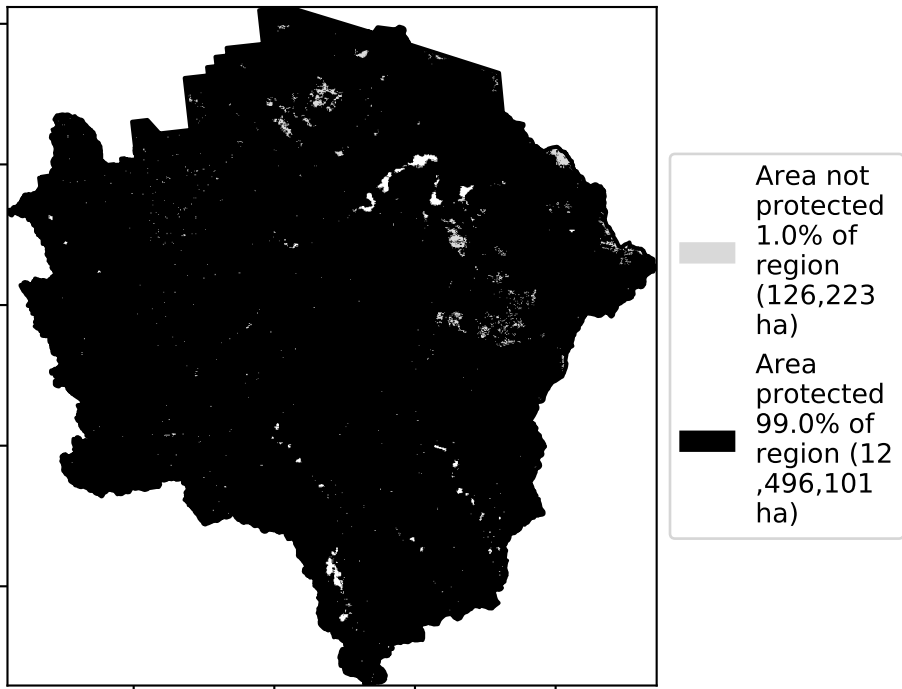 Area not
protected
1.0% of
region
(126,223
ha)
Area
protected
99.0% of
region (12
,496,101
ha)